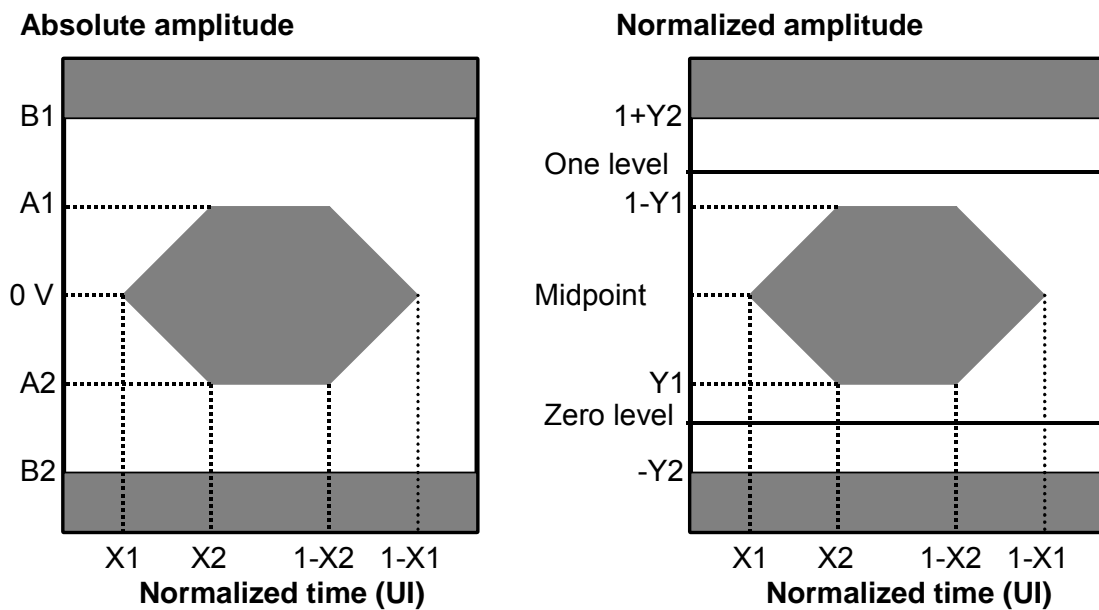 Absolute amplitude
B1
A1
0 V
A2
B2
X1 X2 1-X2 1-X1
Normalized time (UI)
Normalized amplitude
1+Y2
One level
1-Y1
Midpoint
Y1
Zero level
-Y2
X1 X2 1-X2 1-X1
Normalized time (UI)